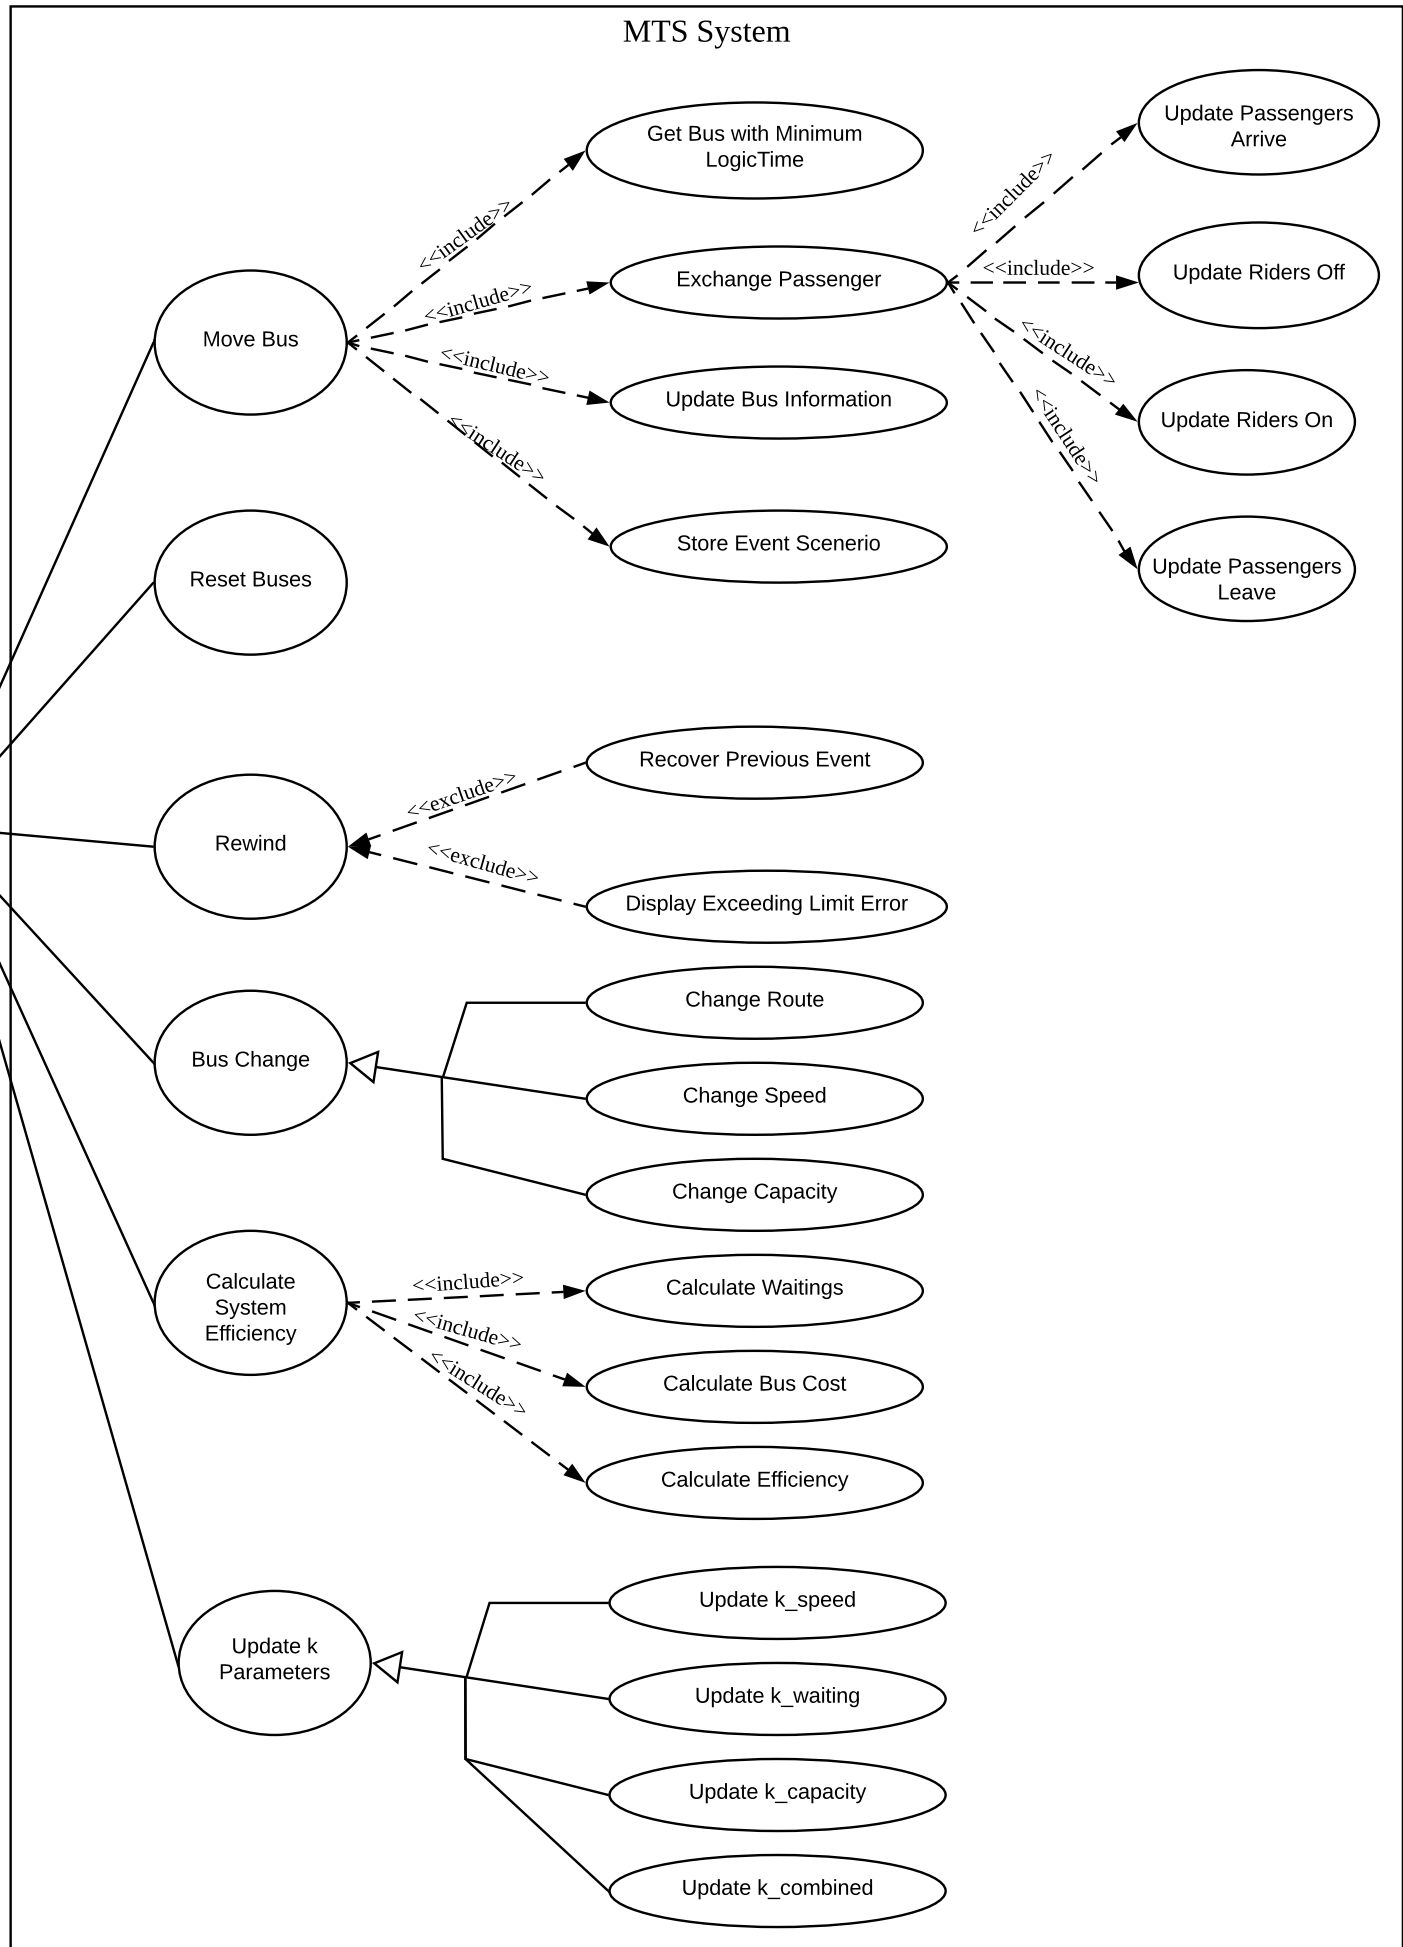 MTS System
Get Bus with Minimum
LogicTime
Update Passengers
Arrive
<<include>>
<<include>>
Exchange Passenger
<<include>>
Update Riders Off
<<include>>
Move Bus
<<include>>
<<include>>
Update Bus Information
Update Riders On
<<include>>
<<include>>
Store Event Scenerio
Update Passengers
Leave
Reset Buses
Recover Previous Event
<<exclude>>
Rewind
<<exclude>>
Display Exceeding Limit Error
Change Route
Bus Change
Change Speed
Change Capacity
Calculate
System
Efficiency
<<include>>
Calculate Waitings
<<include>>
Calculate Bus Cost
<<include>>
Calculate Efficiency
Update k_speed
Update k
Parameters
Update k_waiting
Update k_capacity
Update k_combined